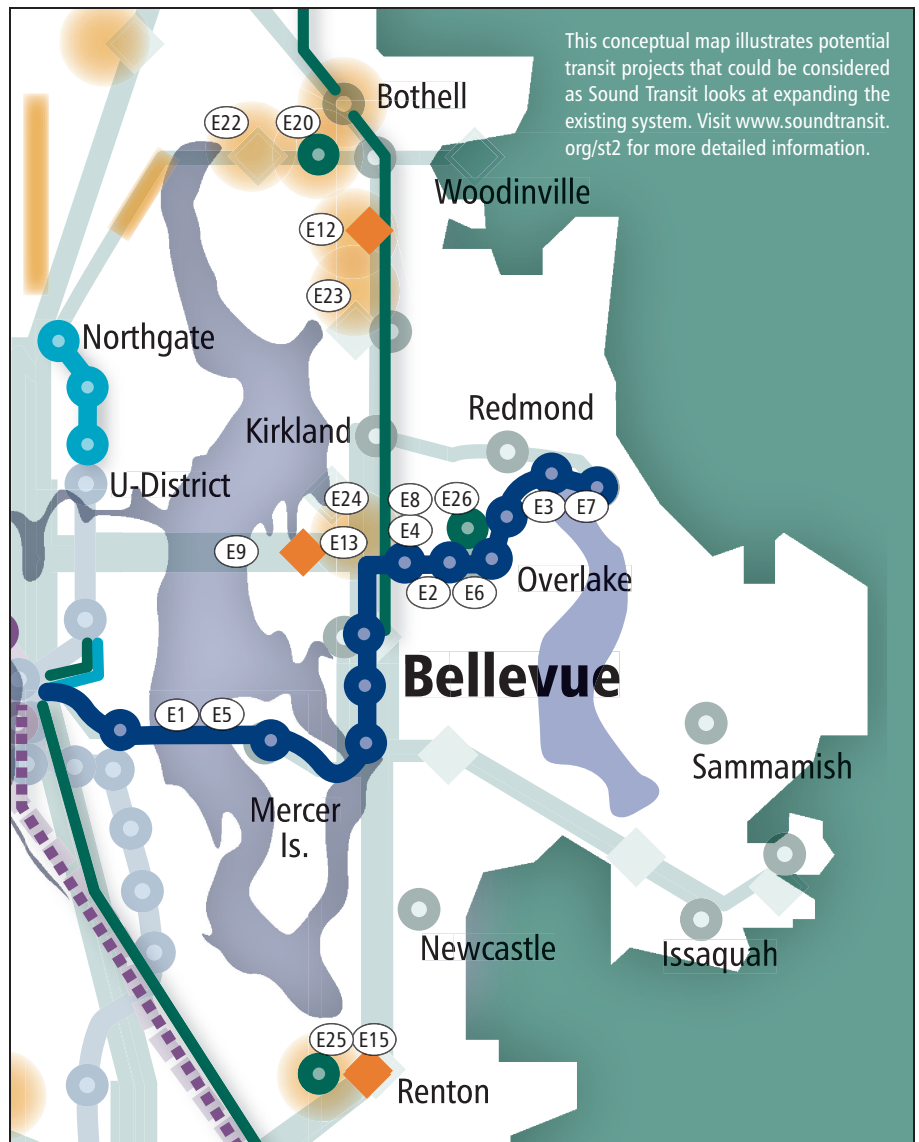 This conceptual map illustrates potential
transit projects that could be considered
as Sound Transit looks at expanding the
existing system. Visit www.soundtransit.
org/st2 for more detailed information.
Bothell
E22
E20
Woodinville
E12
E23
Northgate
Redmond
Kirkland
U-District
E24
E8
E26
E3
E7
E4
E13
E9
Overlake
E2
E6
Bellevue
E1
E5
Sammamish
Mercer
Is.
Newcastle
Issaquah
E25
E15
Renton